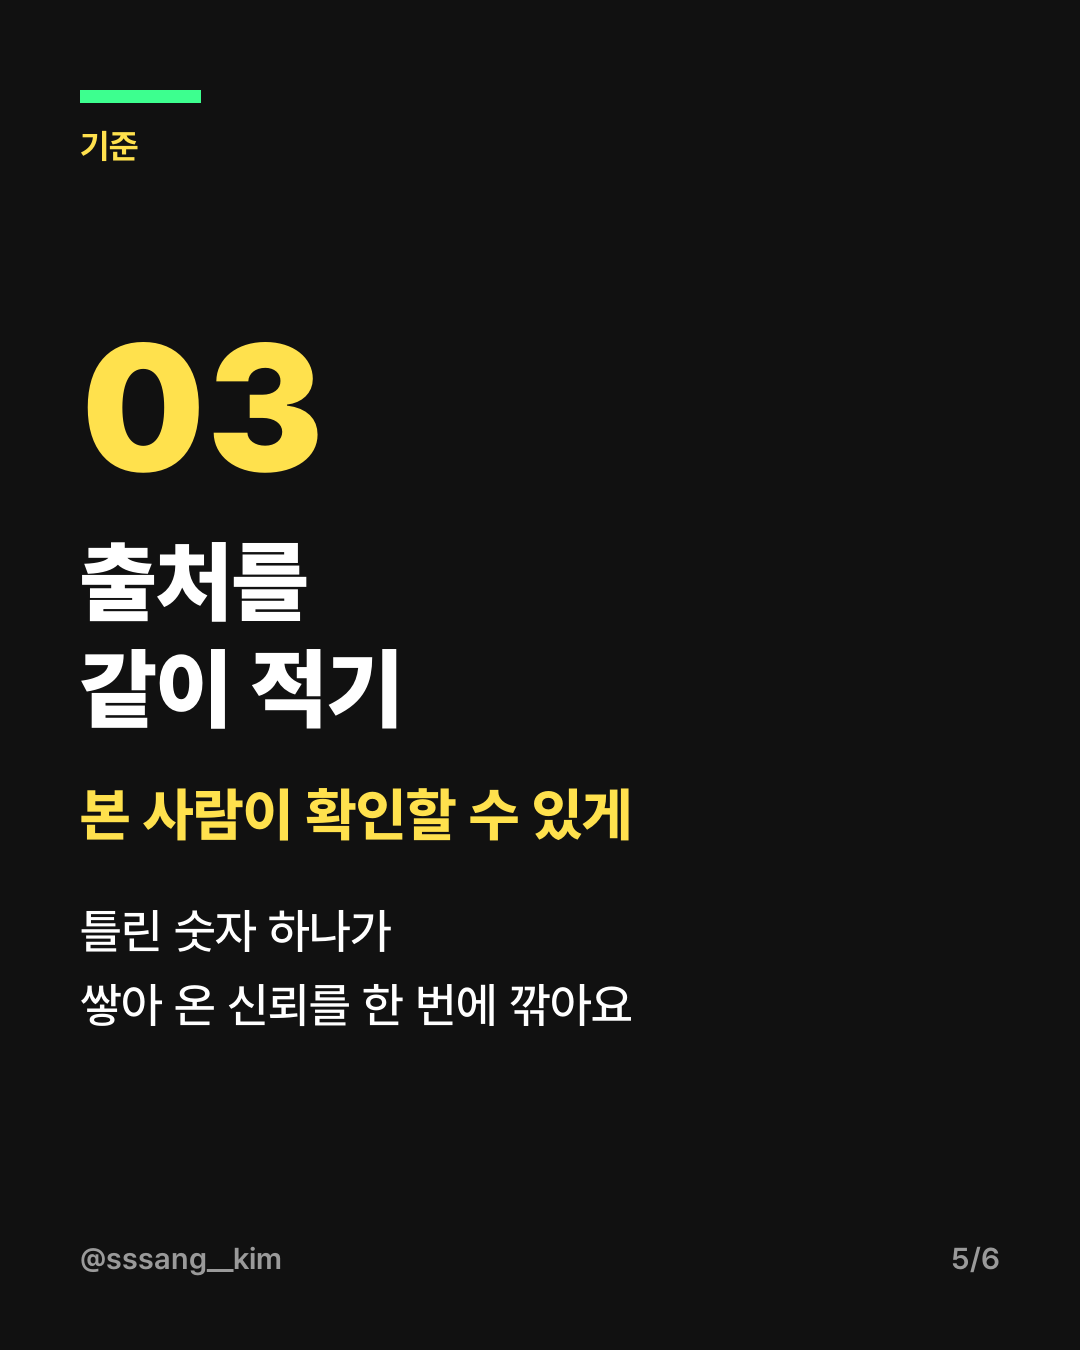 기준
03
출처를
같이 적기
본 사람이 확인할 수 있게
틀린 숫자 하나가
쌓아 온 신뢰를 한 번에 깎아요
@sssang__kim
5/6